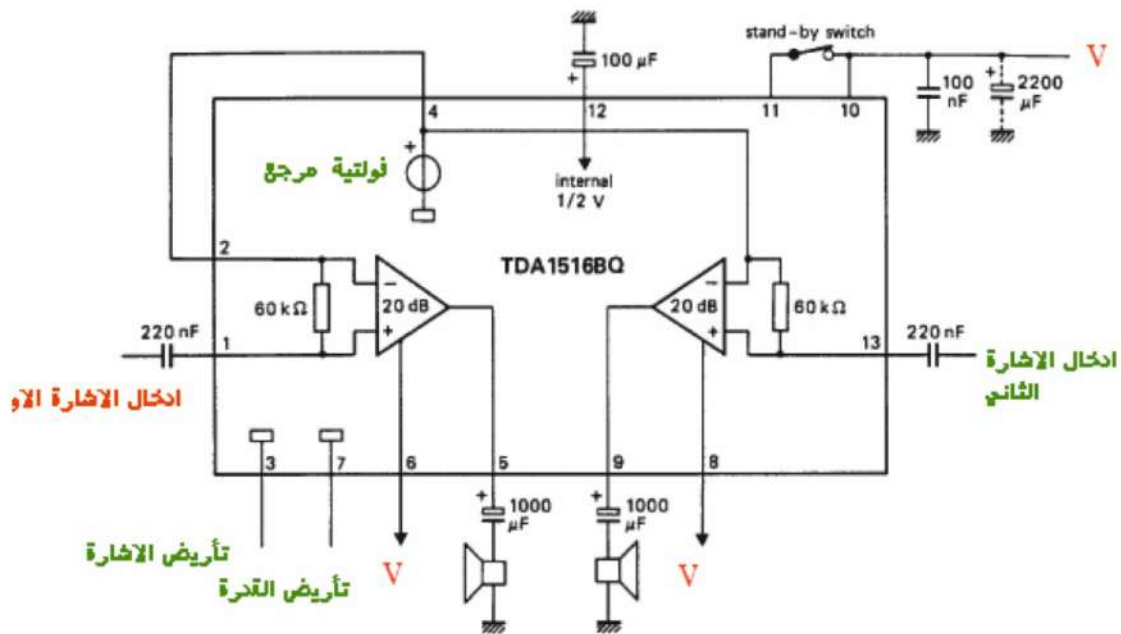 stand-by switch
V
100 μF
+
+
100 nF
2200 μF
4
12
11
10
+
فولتية مرجع
internal
1/2 V
2
TDA1516BQ
−
20 dB
+
60 kΩ
−
20 dB
+
60 kΩ
220 nF
1
13
220 nF
ادخال الاشارة الاو
ادخال الاشارة
الثاني
3
7
6
5
9
8
+
1000 μF
+
1000 μF
تأريض الاشارة
تأريض القدرة
V
V